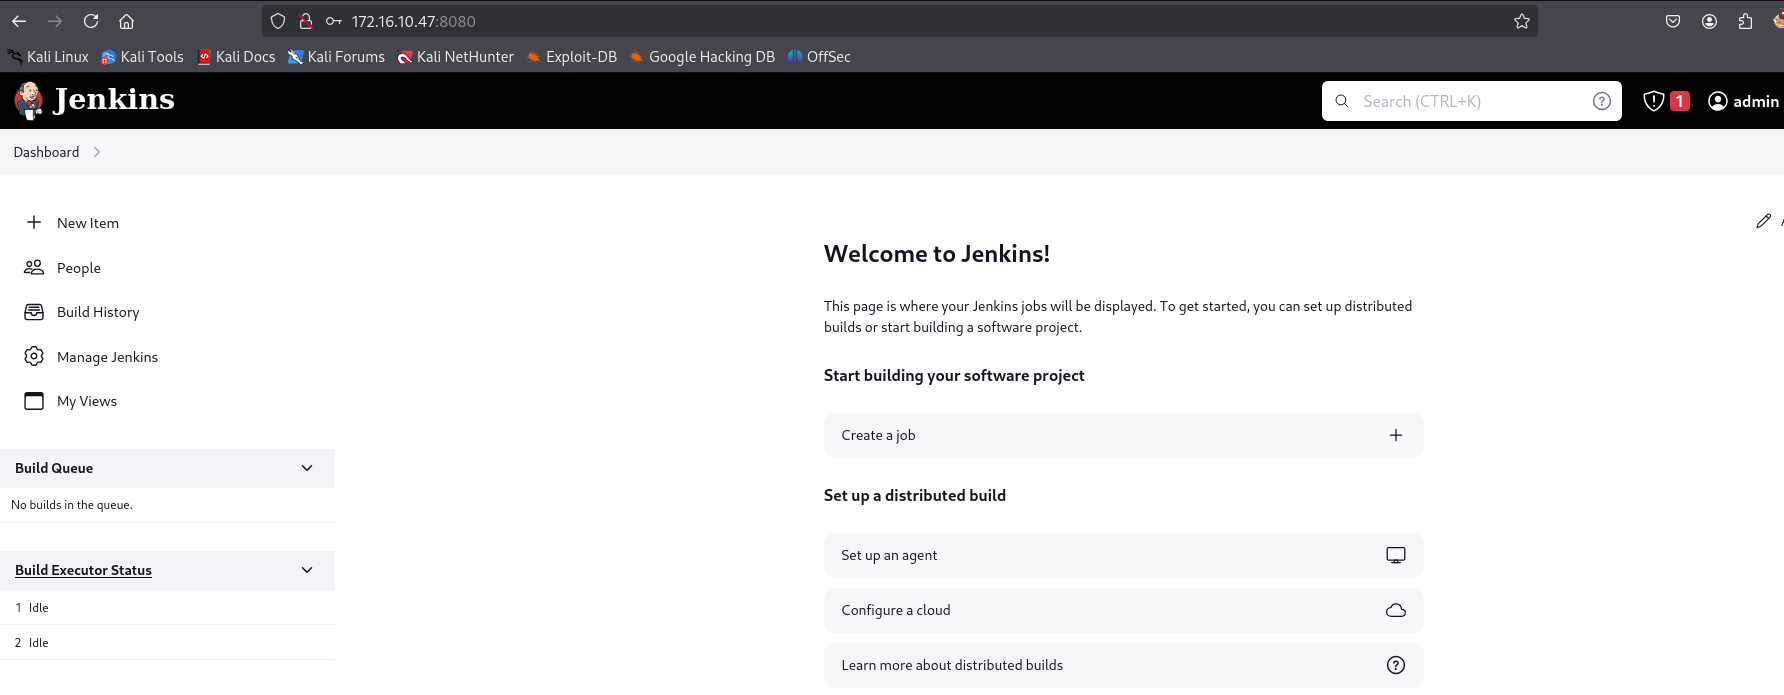 172.16.10.47:8080
Kali Linux Kali Tools Kali Docs Kali Forums Kali NetHunter Exploit-DB Google Hacking DB OffSec
Jenkins Search (CTRL+K) ? 1 admin
Dashboard
New Item
People
Build History
Manage Jenkins
My Views
Build Queue
No builds in the queue.
Build Executor Status
1 Idle
2 Idle
Welcome to Jenkins!
This page is where your Jenkins jobs will be displayed. To get started, you can set up distributed
builds or start building a software project.
Start building your software project
Create a job
Set up a distributed build
Set up an agent
Configure a cloud
Learn more about distributed builds ?